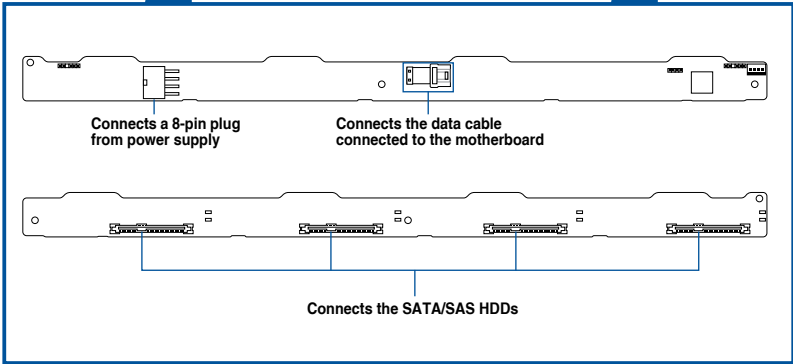 Connects a 8-pin plug
from power supply
Connects the data cable
connected to the motherboard
Connects the SATA/SAS HDDs